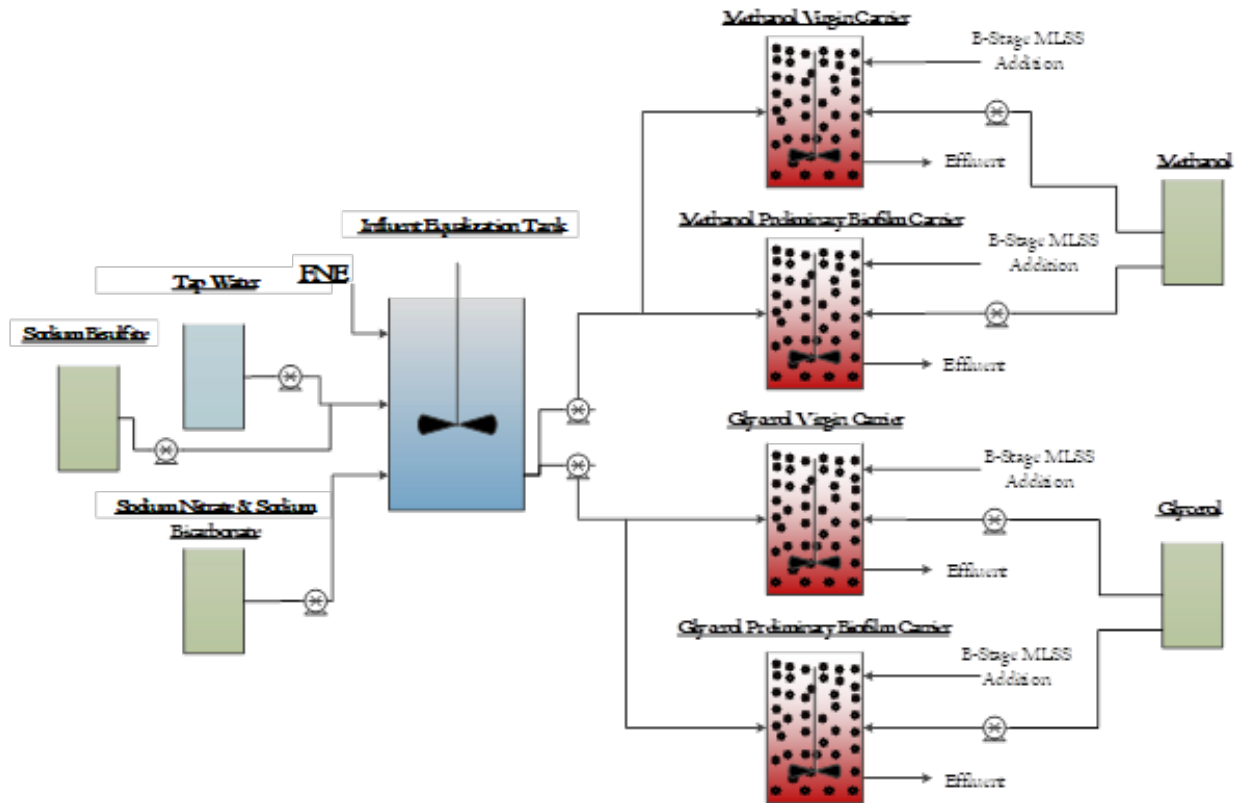 Methanol Virgin Carrier
B-Stage MLSS
Addition
Effluent
Methanol
Methanol Preliminary Biofilm Carrier
B-Stage MLSS
Addition
Effluent
Influent Equalization Tank
FNE
Tap Water
Sodium Bisulfite
Sodium Nitrate & Sodium
Bicarbonate
Glycerol Virgin Carrier
B-Stage MLSS
Addition
Effluent
Glycerol
Glycerol Preliminary Biofilm Carrier
B-Stage MLSS
Addition
Effluent